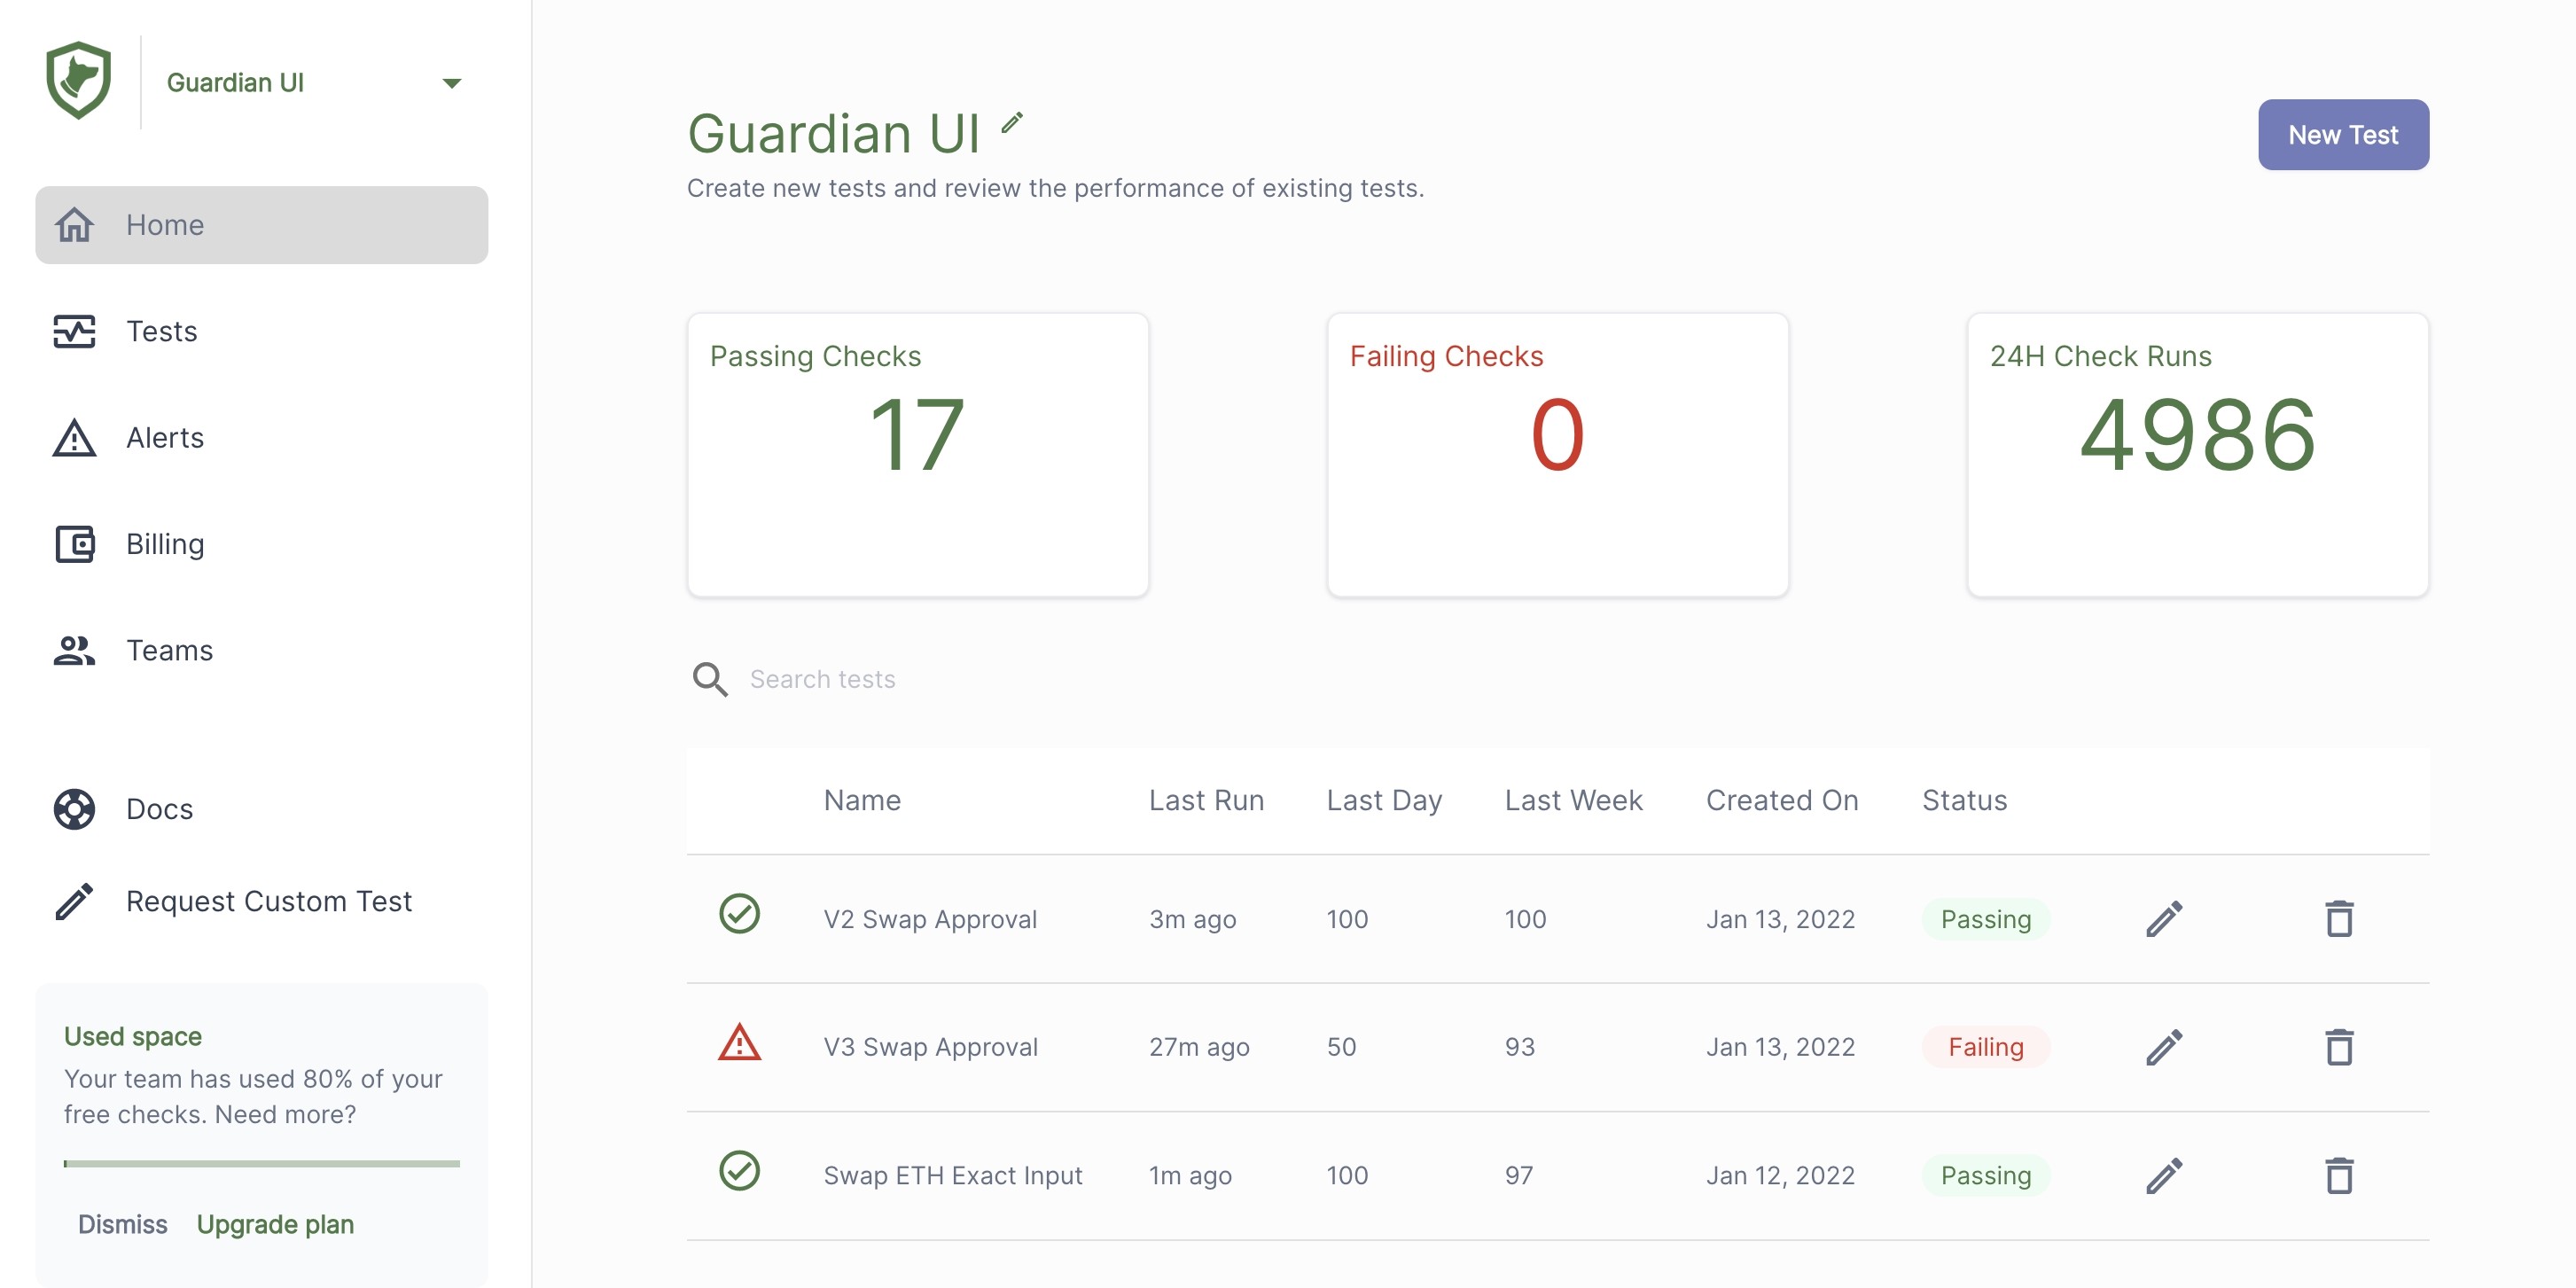 Guardian UI
Home
Tests
Alerts
Billing
Teams
Docs
Request Custom Test
Used space
Your team has used 80% of your
free checks. Need more?
Dismiss Upgrade plan
Guardian UI
New Test
Create new tests and review the performance of existing tests.
Passing Checks
17
Failing Checks
0
24H Check Runs
4986
Search tests
Name Last Run Last Day Last Week Created On Status
V2 Swap Approval 3m ago 100 100 Jan 13, 2022 Passing
V3 Swap Approval 27m ago 50 93 Jan 13, 2022 Failing
Swap ETH Exact Input 1m ago 100 97 Jan 12, 2022 Passing